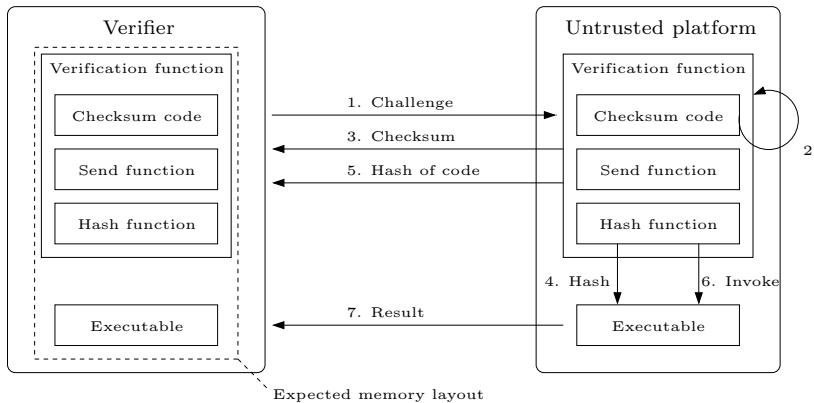 Verifier
Untrusted platform
Verification function
Verification function
1. Challenge
Checksum code
Checksum code
3. Checksum
2
Send function
5. Hash of code
Send function
Hash function
Hash function
4. Hash
6. Invoke
7. Result
Executable
Executable
Expected memory layout